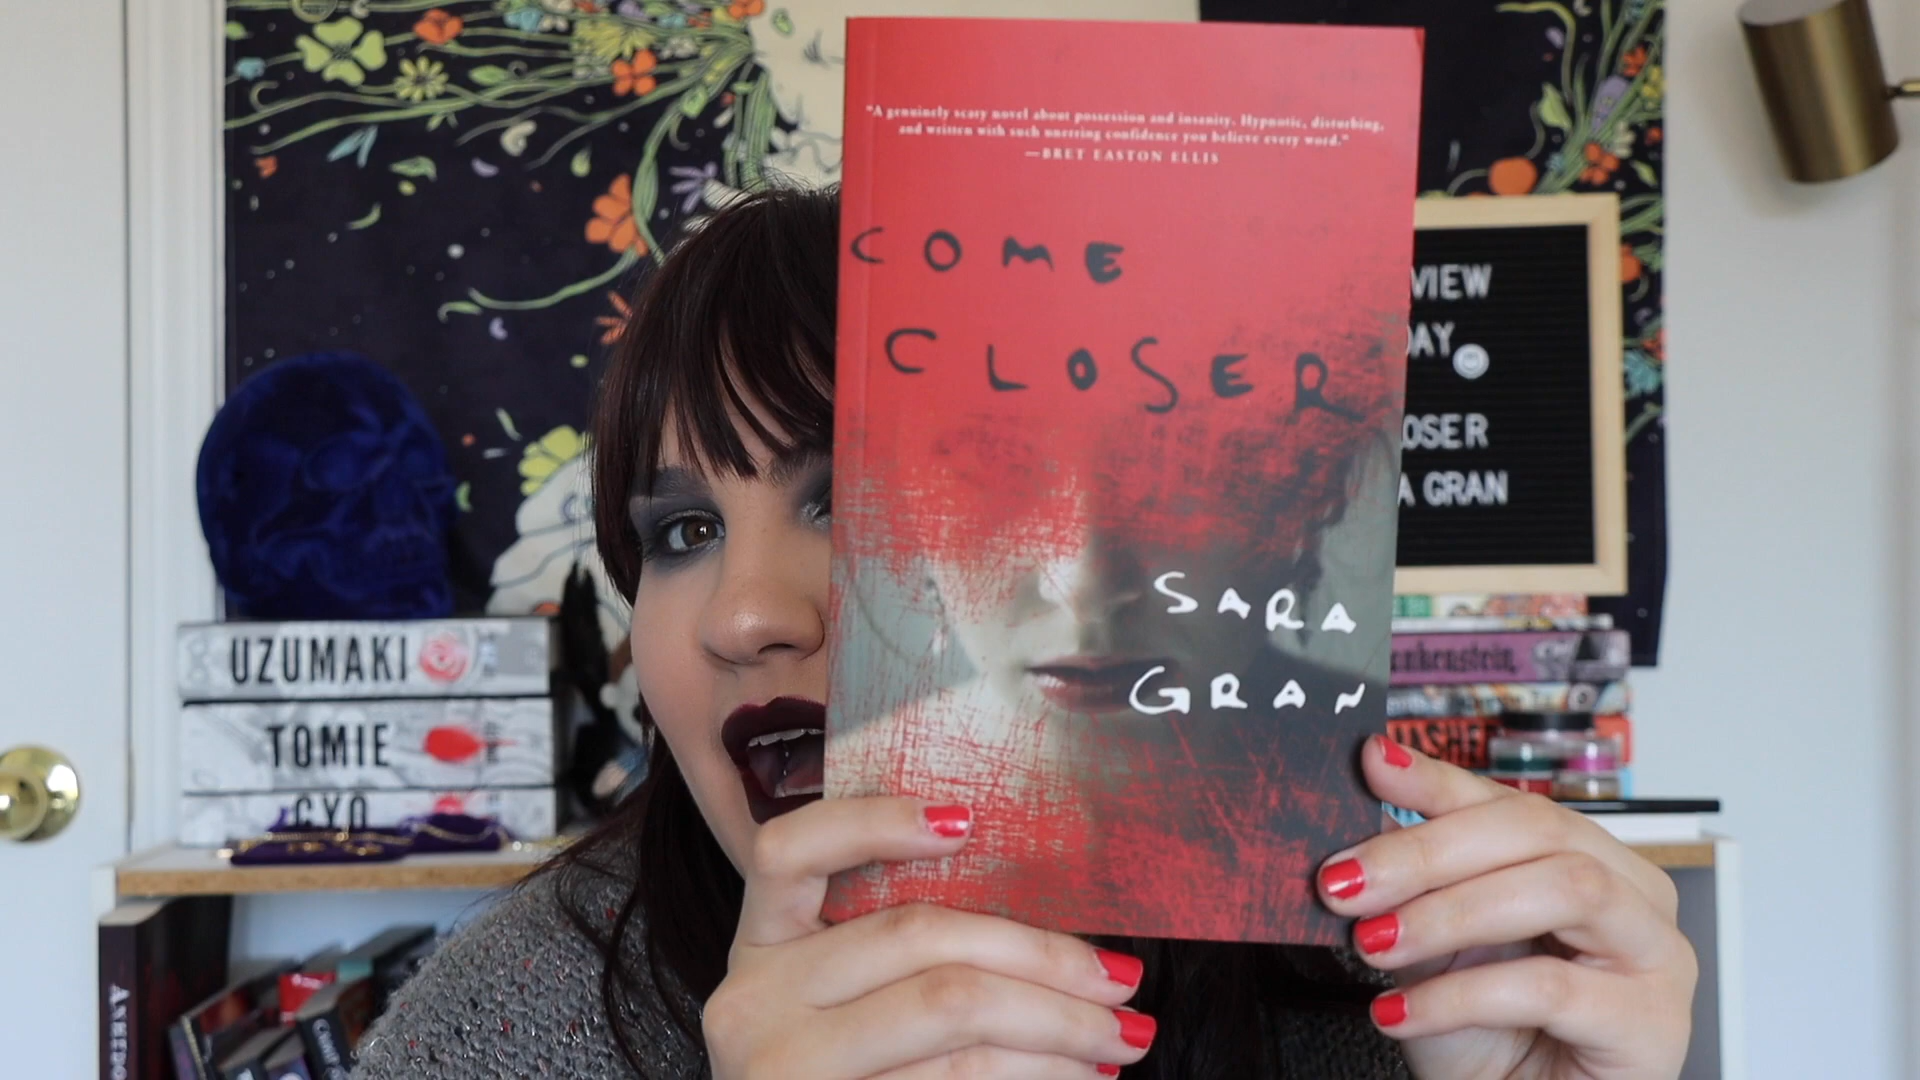 "A genuinely scary novel about possession and insanity. Hypnotic, disturbing,
and written with such unerring confidence you believe every word."
—BRET EASTON ELLIS
COME
CLOSER
SARA
GRAN
VIEW
DAY
LOSER
A GRAN
UZUMAKI
TOMIE
GYO
nkenstein